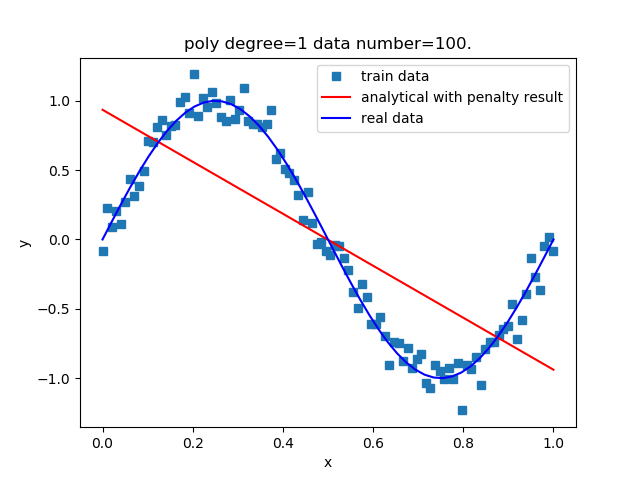 poly degree=1 data number=100.
train data
analytical with penalty result
real data
y
1.0
0.5
0.0
−0.5
−1.0
0.0 0.2 0.4 0.6 0.8 1.0
x